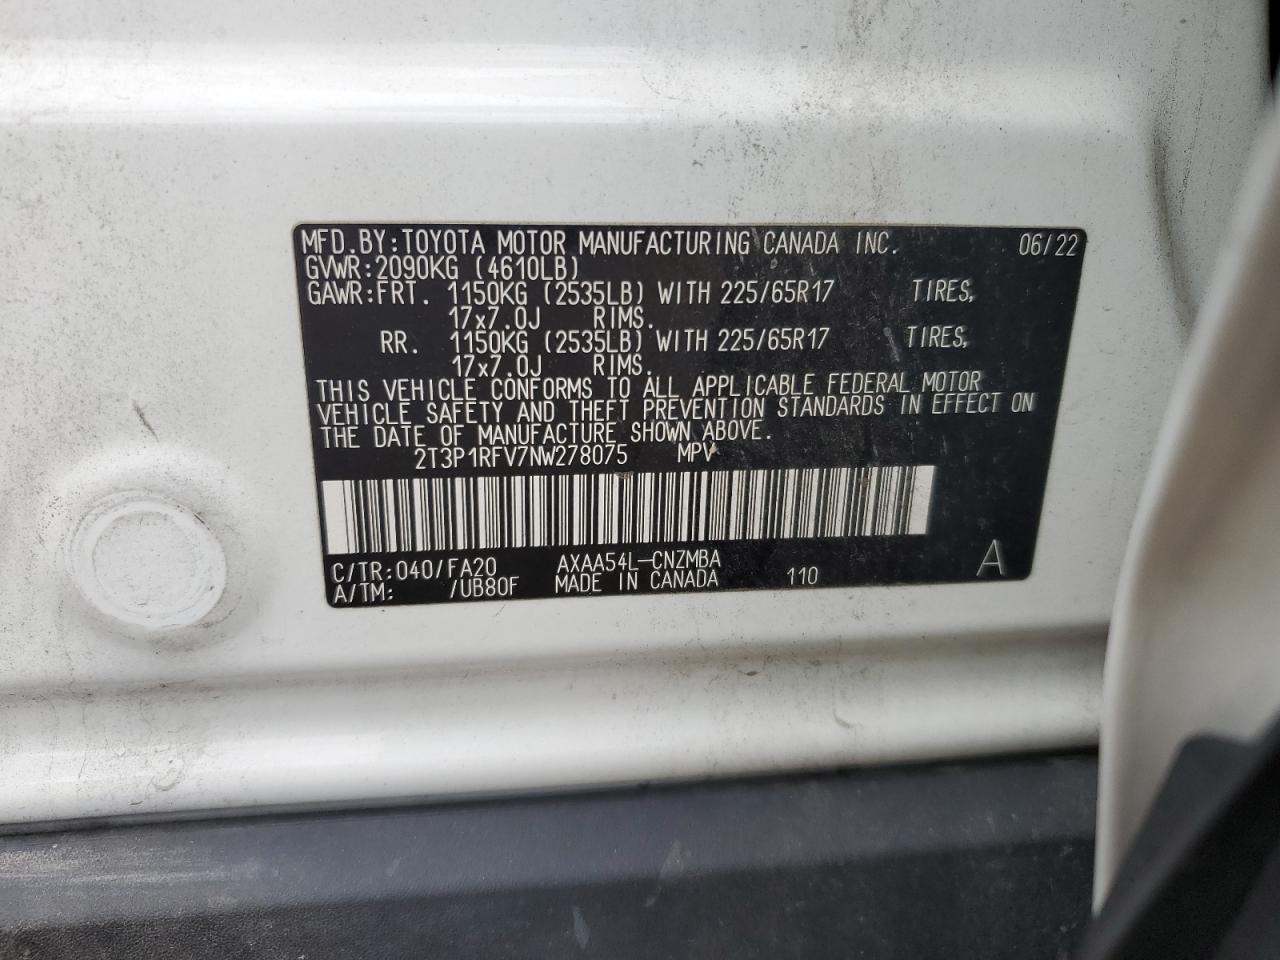 MFD.BY:TOYOTA MOTOR MANUFACTURING CANADA INC. 06/22
GVWR:2090KG (4610LB)
GAWR:FRT. 1150KG (2535LB) WITH 225/65R17 TIRES,
17x7.0J RIMS.
RR. 1150KG (2535LB) WITH 225/65R17 TIRES,
17x7.0J RIMS.
THIS VEHICLE CONFORMS TO ALL APPLICABLE FEDERAL MOTOR
VEHICLE SAFETY AND THEFT PREVENTION STANDARDS IN EFFECT ON
THE DATE OF MANUFACTURE SHOWN ABOVE.
2T3P1RFV7NW278075 MPV
C/TR:040/FA20 AXAA54L-CNZMBA A
A/TM: /UB80F MADE IN CANADA 110